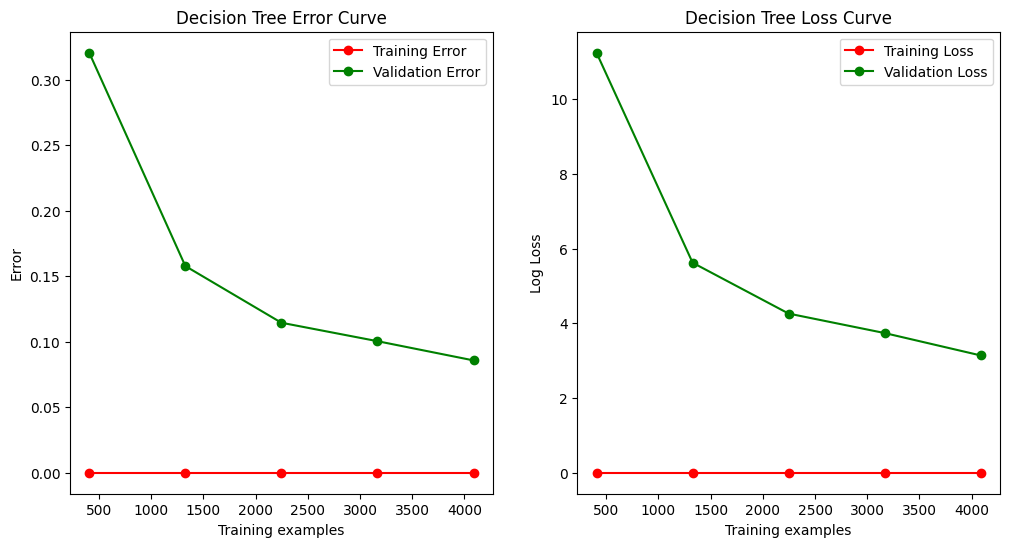 Decision Tree Error Curve
Training Error
Validation Error
0.30
0.25
0.20
0.15
0.10
0.05
0.00
Error
500 1000 1500 2000 2500 3000 3500 4000
Training examples
Decision Tree Loss Curve
Training Loss
Validation Loss
10
8
6
4
2
0
Log Loss
500 1000 1500 2000 2500 3000 3500 4000
Training examples